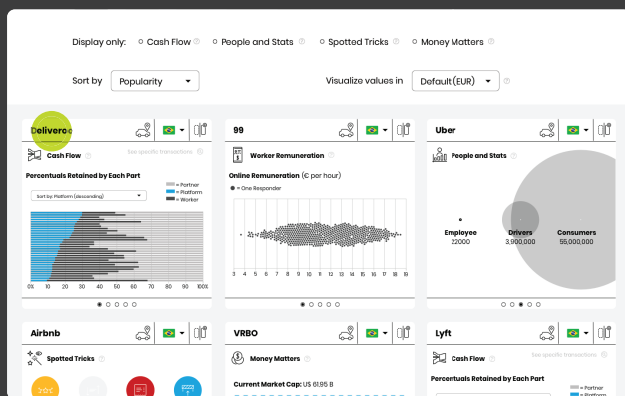 Display only: Cash Flow People and Stats Spotted Tricks Money Matters
Sort by Popularity Visualize values in Default(EUR)
Deliveroo
Cash Flow See specific transactions
Percentuals Retained by Each Part
Sort by: Platform (descending)
= Partner
= Platform
= Worker
0% 10 20 30 40 50 60 70 80 90 100%
99
Worker Remuneration
Online Remuneration (€ per hour)
= One Responder
3 4 5 6 7 8 9 10 11 12 13 14 15 16 17 18 19
Uber
People and Stats
Employee Drivers Consumers
22000 3,900,000 55,000,000
Airbnb
Spotted Tricks
VRBO
Money Matters
Current Market Cap: US 61.95 B
Lyft
Cash Flow See specific transactions
Percentuals Retained by Each Part
= Partner
= Platform